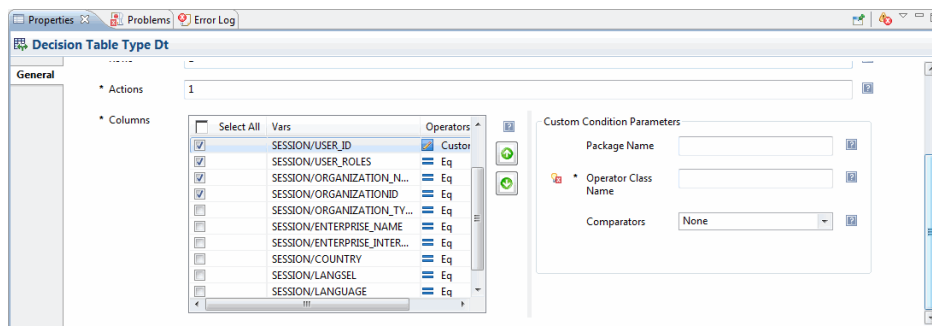 Properties Problems Error Log
Decision Table Type Dt
General
* Actions 1
* Columns
Select All Vars Operators
SESSION/USER_ID Custor
SESSION/USER_ROLES Eq
SESSION/ORGANIZATION_N... Eq
SESSION/ORGANIZATIONID Eq
SESSION/ORGANIZATION_TY... Eq
SESSION/ENTERPRISE_NAME Eq
SESSION/ENTERPRISE_INTER... Eq
SESSION/COUNTRY Eq
SESSION/LANGSEL Eq
SESSION/LANGUAGE Eq
Custom Condition Parameters
Package Name
* Operator Class
Name
Comparators None